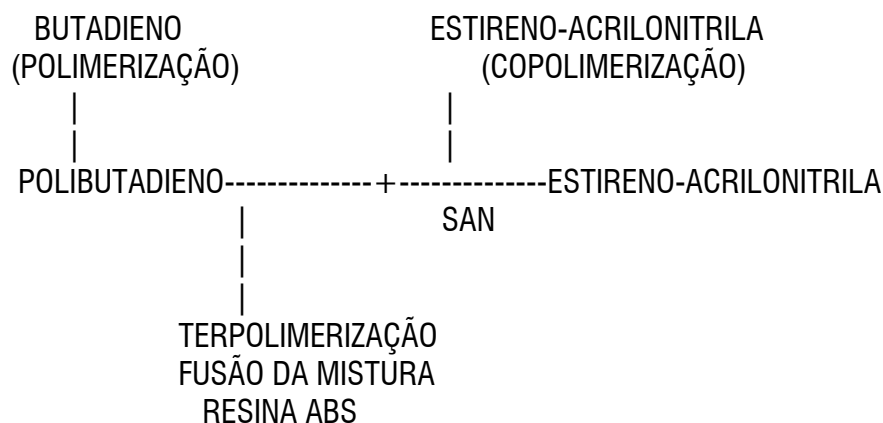 BUTADIENO ESTIRENO-ACRILONITRILA
(POLIMERIZAÇÃO) (COPOLIMERIZAÇÃO)
| |
| |
POLIBUTADIENO--------------+--------------ESTIRENO-ACRILONITRILA
| SAN
|
|
TERPOLIMERIZAÇÃO
FUSÃO DA MISTURA
RESINA ABS